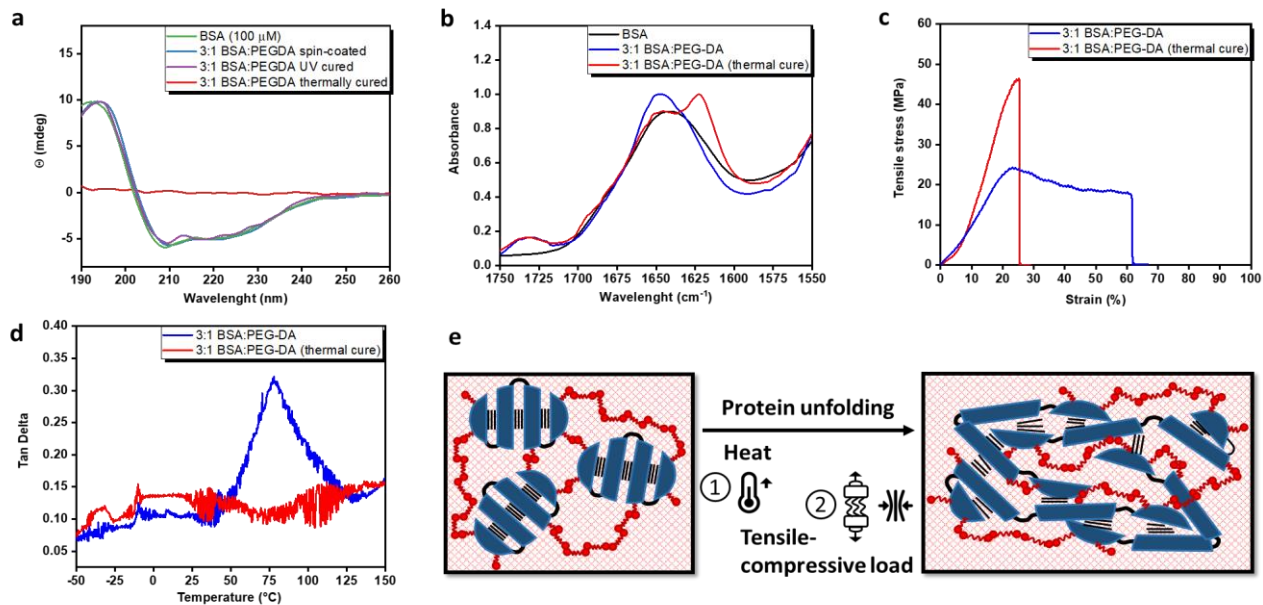 a
BSA (100 μM)
3:1 BSA:PEGDA spin-coated
3:1 BSA:PEGDA UV cured
3:1 BSA:PEGDA thermally cured
Θ (mdeg)
15
10
5
0
-5
-10
190 200 210 220 230 240 250 260
Wavelenght (nm)
b
BSA
3:1 BSA:PEG-DA
3:1 BSA:PEG-DA (thermal cure)
Absorbance
1.4
1.2
1.0
0.8
0.6
0.4
0.2
0.0
1750 1725 1700 1675 1650 1625 1600 1575 1550
Wavelenght (cm⁻¹)
c
3:1 BSA:PEG-DA
3:1 BSA:PEG-DA (thermal cure)
Tensile stress (MPa)
60
50
40
30
20
10
0
0 10 20 30 40 50 60 70 80 90 100
Strain (%)
d
3:1 BSA:PEG-DA
3:1 BSA:PEG-DA (thermal cure)
Tan Delta
0.40
0.35
0.30
0.25
0.20
0.15
0.10
0.05
-50 -25 0 25 50 75 100 125 150
Temperature (°C)
e
Protein unfolding
Heat
①
②
Tensile-
compressive load